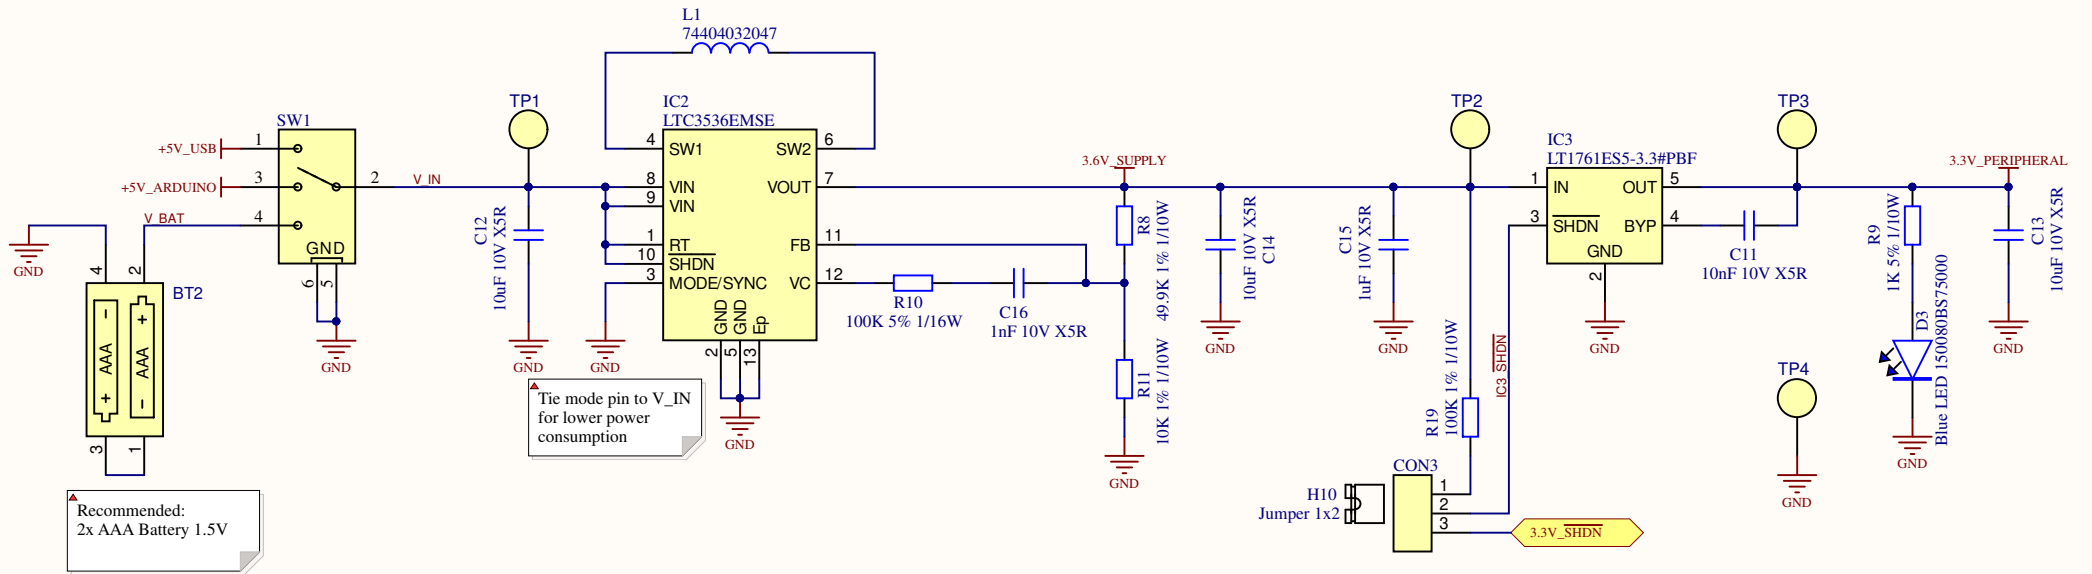 L1
74404032047
TP1
IC2
LTC3536EMSE
SW1
+5V_USB
1
+5V_ARDUINO
3
2
V_IN
V_BAT
4
GND
6
5
GND
GND
4
2
BT2
AAA
AAA
3
1
Recommended:
2x AAA Battery 1.5V
C12
10uF 10V X5R
GND
4
SW1
SW2
6
8
VIN
VOUT
7
9
VIN
1
RT
FB
11
10
SHDN
3
MODE/SYNC
VC
12
GND
GND
Ep
2
5
13
GND
GND
Tie mode pin to V_IN
for lower power
consumption
R10
100K 5% 1/16W
C16
1nF 10V X5R
3.6V_SUPPLY
R8
49.9K 1% 1/10W
R11
10K 1% 1/10W
GND
10uF 10V X5R
C14
GND
C15
1uF 10V X5R
GND
TP2
R19
100K 1% 1/10W
IC3_SHDN
CON3
1
2
3
H10
Jumper 1x2
3.3V_SHDN
IC3
LT1761ES5-3.3#PBF
1
IN
OUT
5
3
SHDN
BYP
4
GND
2
GND
C11
10nF 10V X5R
TP3
TP4
GND
R9
1K 5% 1/10W
D3
Blue LED 150080BS75000
GND
3.3V_PERIPHERAL
C13
10uF 10V X5R
GND